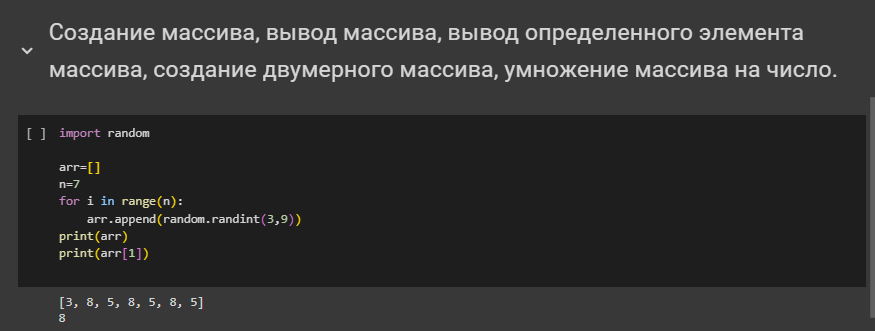 Создание массива, вывод массива, вывод определенного элемента
массива, создание двумерного массива, умножение массива на число.
[ ] import random
arr=[]
n=7
for i in range(n):
    arr.append(random.randint(3,9))
print(arr)
print(arr[1])
[3, 8, 5, 8, 5, 8, 5]
8